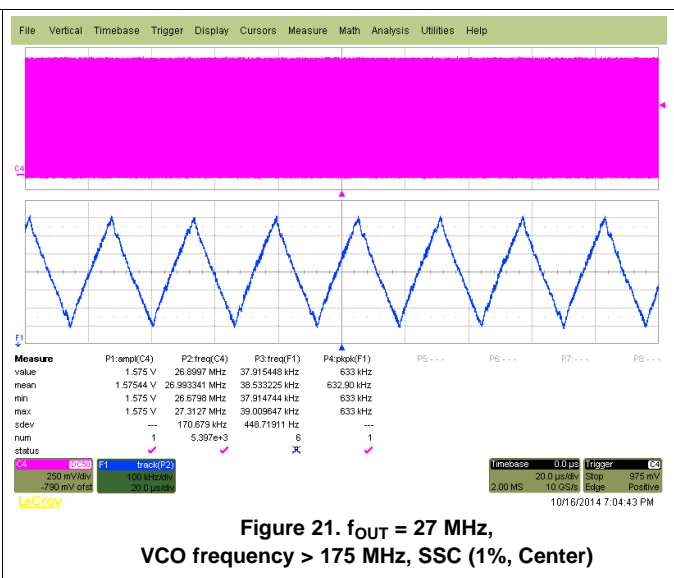 File Vertical Timebase Trigger Display Cursors Measure Math Analysis Utilities Help
C4
F1
Measure P1:ampl(C4) P2:freq(C4) P3:freq(F1) P4:pkpk(F1) P5:- - - P6:- - - P7:- - - P8:- - -
value 1.575 V 26.8997 MHz 37.915448 kHz 633 kHz
mean 1.57544 V 26.993341 MHz 38.533225 kHz 632.90 kHz
min 1.575 V 26.6798 MHz 37.914744 kHz 633 kHz
max 1.575 V 27.3127 MHz 39.009647 kHz 633 kHz
sdev --- 170.679 kHz 448.71911 Hz ---
num 1 5.397e+3 6 1
status
C4 DC50 F1 track(P2) Timebase 0.0 µs Trigger C4
250 mV/div 100 kHz/div 20.0 µs/div Stop 975 mV
-790 mV ofst 20.0 µs/div 2.00 MS 10 GS/s Edge Positive
LeCroy 10/16/2014 7:04:43 PM
Figure 21. fOUT = 27 MHz,
VCO frequency > 175 MHz, SSC (1%, Center)